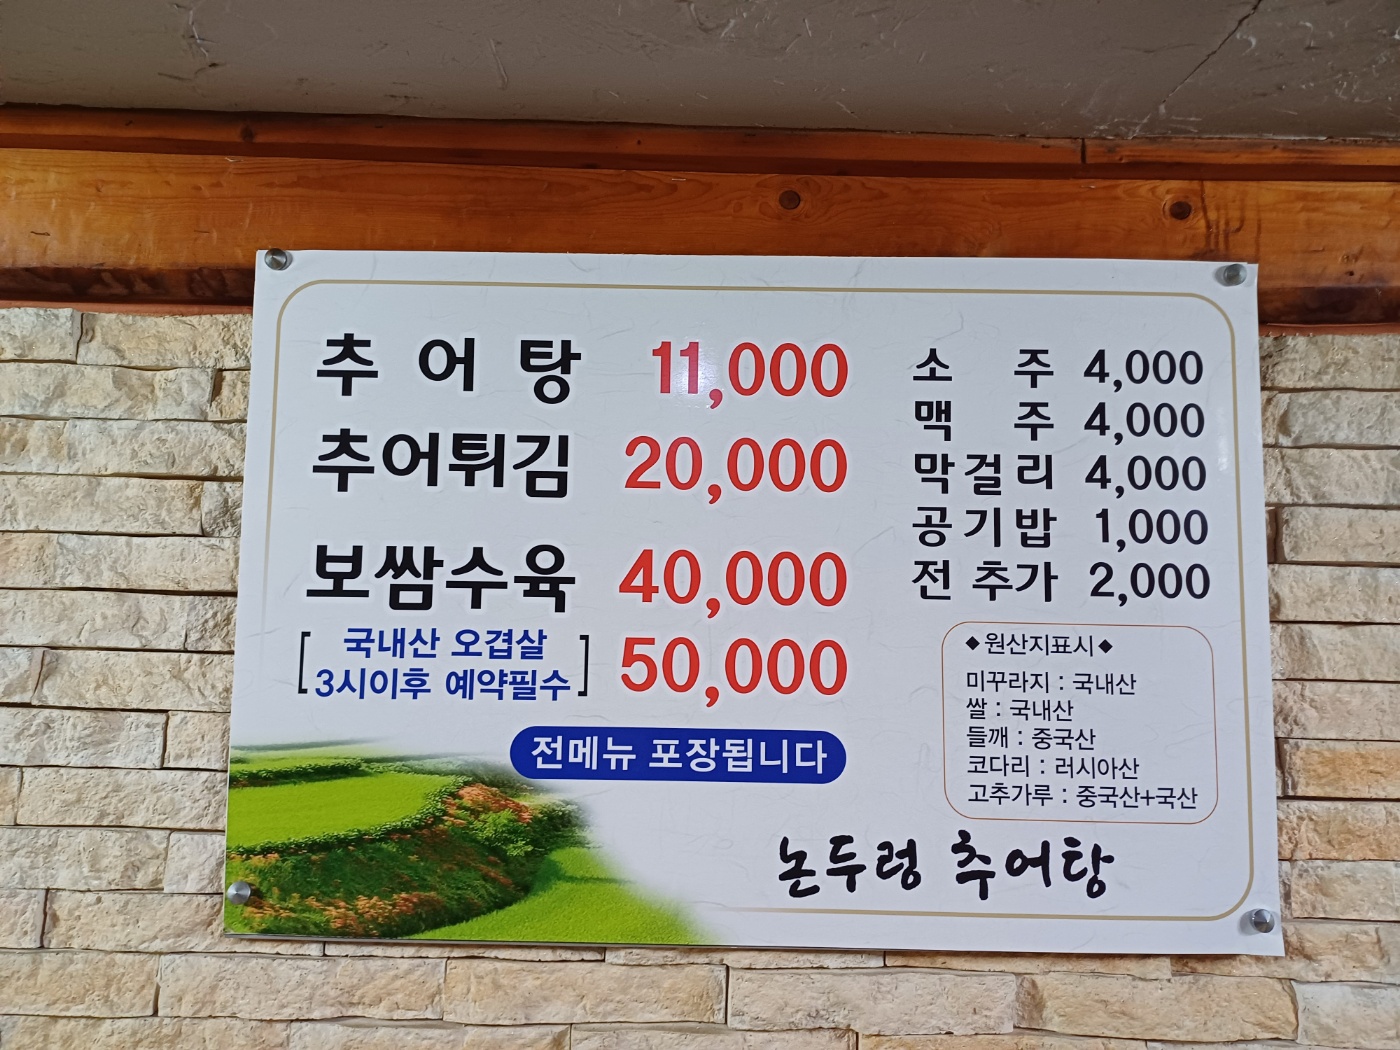 추어탕 11,000
추어튀김 20,000
보쌈수육 40,000
[국내산 오겹살
3시이후 예약필수] 50,000
전메뉴 포장됩니다
소주 4,000
맥주 4,000
막걸리 4,000
공기밥 1,000
전 추가 2,000
◆원산지표시◆
미꾸라지 : 국내산
쌀 : 국내산
들깨 : 중국산
코다리 : 러시아산
고추가루 : 중국산+국산
논두렁 추어탕